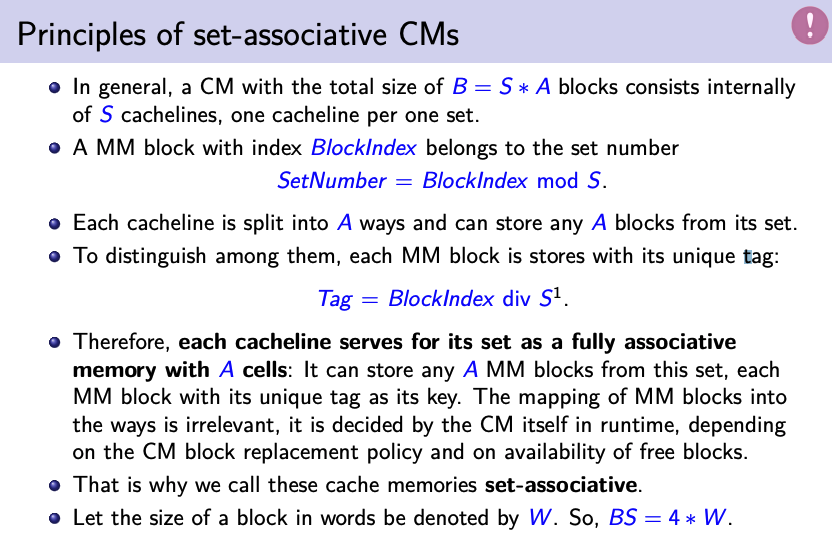 Principles of set-associative CMs
!
In general, a CM with the total size of B = S ∗ A blocks consists internally
of S cachelines, one cacheline per one set.
A MM block with index BlockIndex belongs to the set number
SetNumber = BlockIndex mod S.
Each cacheline is split into A ways and can store any A blocks from its set.
To distinguish among them, each MM block is stores with its unique tag:
Tag = BlockIndex div S¹.
Therefore, each cacheline serves for its set as a fully associative
memory with A cells: It can store any A MM blocks from this set, each
MM block with its unique tag as its key. The mapping of MM blocks into
the ways is irrelevant, it is decided by the CM itself in runtime, depending
on the CM block replacement policy and on availability of free blocks.
That is why we call these cache memories set-associative.
Let the size of a block in words be denoted by W. So, BS = 4 ∗ W.